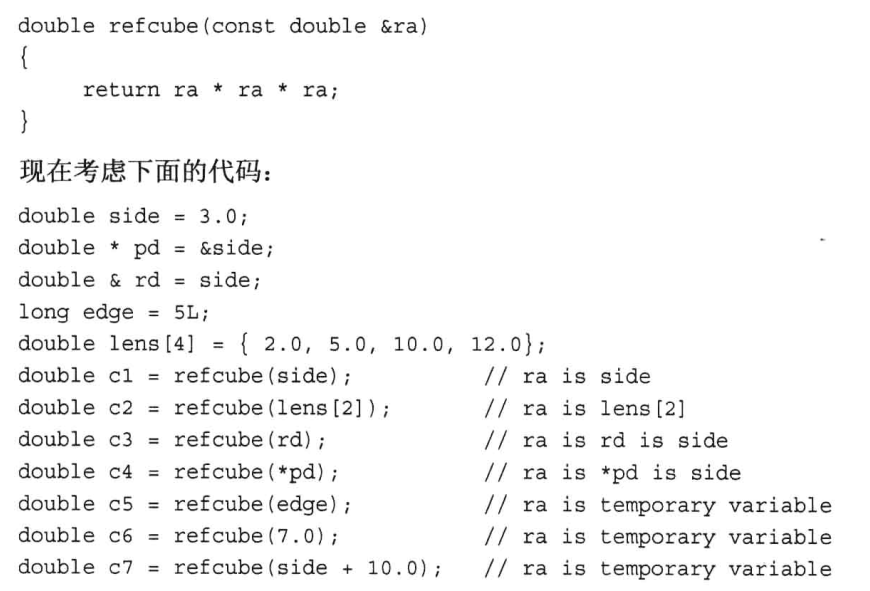 double refcube(const double &ra)
{
     return ra * ra * ra;
}
现在考虑下面的代码：
double side = 3.0;
double * pd = &side;
double & rd = side;
long edge = 5L;
double lens[4] = { 2.0, 5.0, 10.0, 12.0};
double c1 = refcube(side);          // ra is side
double c2 = refcube(lens[2]);       // ra is lens[2]
double c3 = refcube(rd);            // ra is rd is side
double c4 = refcube(*pd);           // ra is *pd is side
double c5 = refcube(edge);          // ra is temporary variable
double c6 = refcube(7.0);           // ra is temporary variable
double c7 = refcube(side + 10.0);   // ra is temporary variable